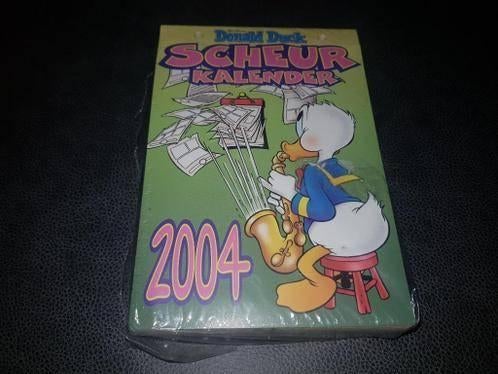 Donald Duck
SCHEUR
KALENDER
2004